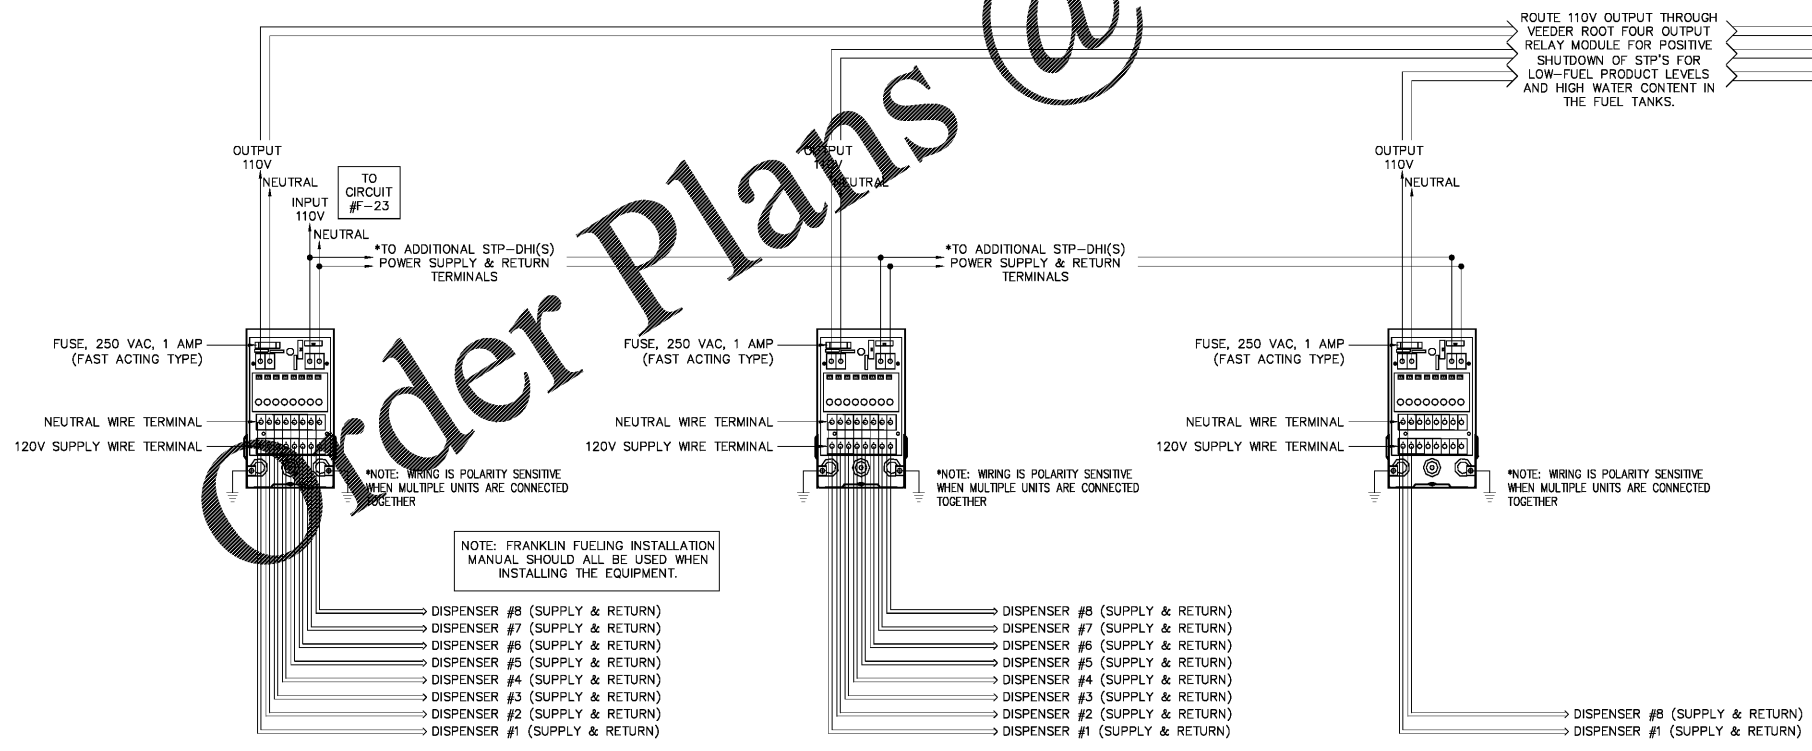 ROUTE 110V OUTPUT THROUGH
VEEDER ROOT FOUR OUTPUT
RELAY MODULE FOR POSITIVE
SHUTDOWN OF STP'S FOR
LOW-FUEL PRODUCT LEVELS
AND HIGH WATER CONTENT IN
THE FUEL TANKS.
OUTPUT
110V
NEUTRAL
TO
CIRCUIT
#F-23
INPUT
110V
NEUTRAL
*TO ADDITIONAL STP-DHI(S)
POWER SUPPLY & RETURN
TERMINALS
FUSE, 250 VAC, 1 AMP
(FAST ACTING TYPE)
NEUTRAL WIRE TERMINAL
120V SUPPLY WIRE TERMINAL
*NOTE: WIRING IS POLARITY SENSITIVE
WHEN MULTIPLE UNITS ARE CONNECTED
TOGETHER
NOTE: FRANKLIN FUELING INSTALLATION
MANUAL SHOULD ALL BE USED WHEN
INSTALLING THE EQUIPMENT.
DISPENSER #8 (SUPPLY & RETURN)
DISPENSER #7 (SUPPLY & RETURN)
DISPENSER #6 (SUPPLY & RETURN)
DISPENSER #5 (SUPPLY & RETURN)
DISPENSER #4 (SUPPLY & RETURN)
DISPENSER #3 (SUPPLY & RETURN)
DISPENSER #2 (SUPPLY & RETURN)
DISPENSER #1 (SUPPLY & RETURN)
OUTPUT
110V
NEUTRAL
*TO ADDITIONAL STP-DHI(S)
POWER SUPPLY & RETURN
TERMINALS
FUSE, 250 VAC, 1 AMP
(FAST ACTING TYPE)
NEUTRAL WIRE TERMINAL
120V SUPPLY WIRE TERMINAL
*NOTE: WIRING IS POLARITY SENSITIVE
WHEN MULTIPLE UNITS ARE CONNECTED
TOGETHER
DISPENSER #8 (SUPPLY & RETURN)
DISPENSER #7 (SUPPLY & RETURN)
DISPENSER #6 (SUPPLY & RETURN)
DISPENSER #5 (SUPPLY & RETURN)
DISPENSER #4 (SUPPLY & RETURN)
DISPENSER #3 (SUPPLY & RETURN)
DISPENSER #2 (SUPPLY & RETURN)
DISPENSER #1 (SUPPLY & RETURN)
OUTPUT
110V
NEUTRAL
FUSE, 250 VAC, 1 AMP
(FAST ACTING TYPE)
NEUTRAL WIRE TERMINAL
120V SUPPLY WIRE TERMINAL
*NOTE: WIRING IS POLARITY SENSITIVE
WHEN MULTIPLE UNITS ARE CONNECTED
TOGETHER
DISPENSER #8 (SUPPLY & RETURN)
DISPENSER #1 (SUPPLY & RETURN)
Order Plans @